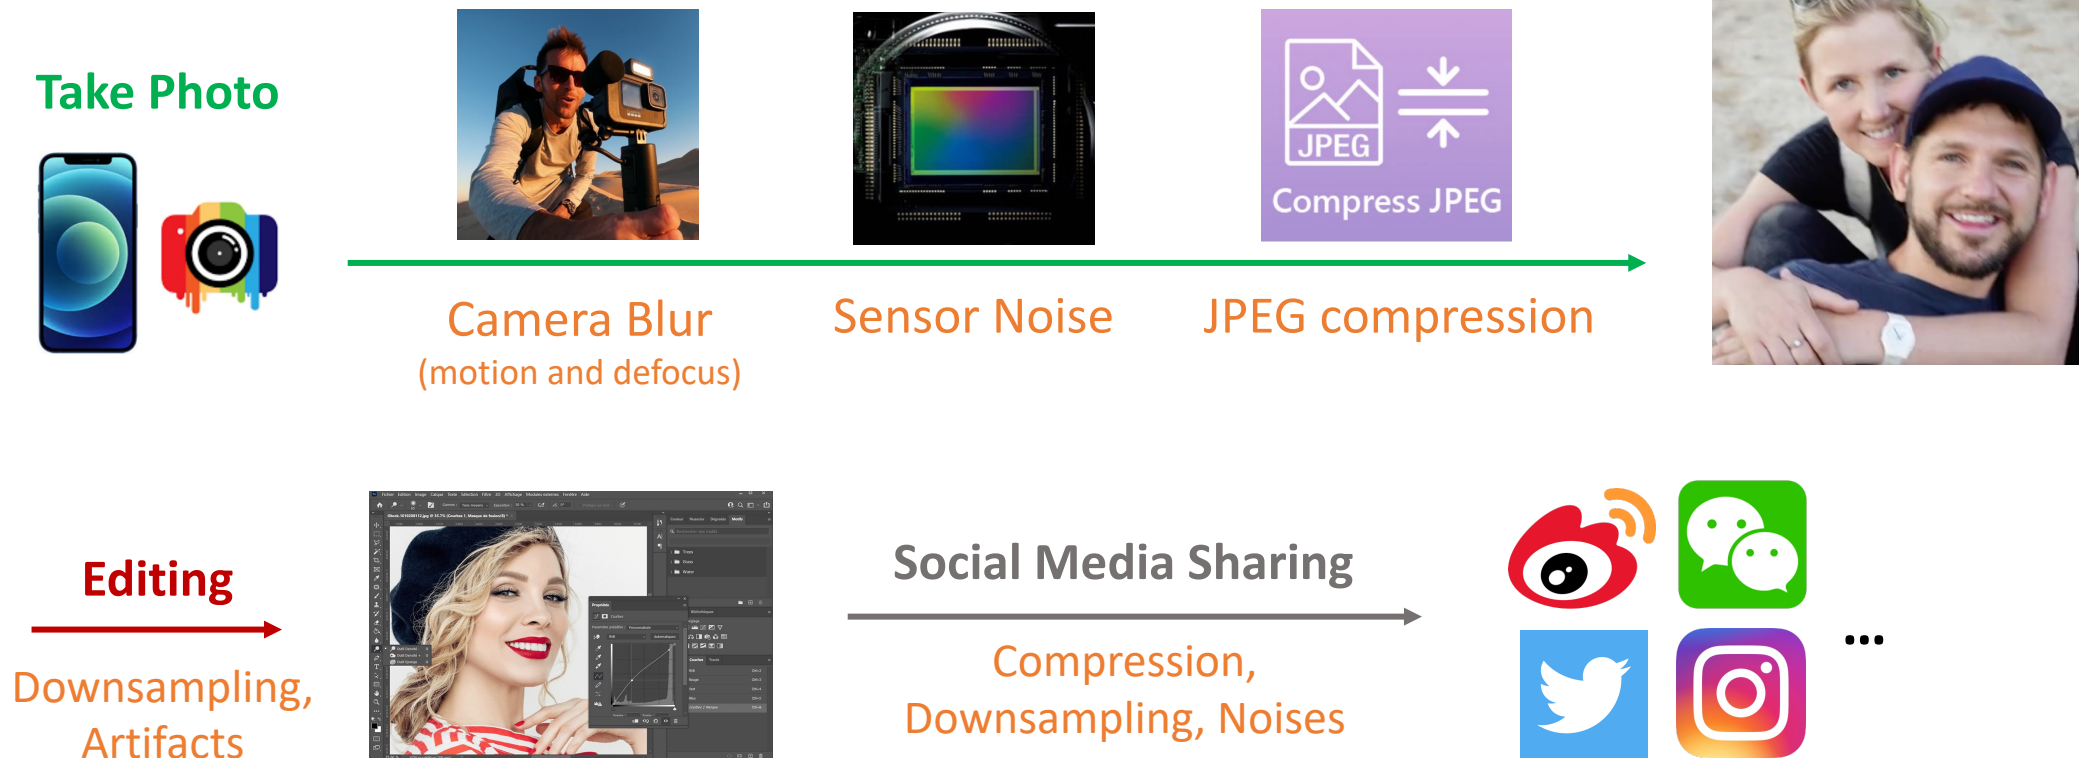 Take Photo
JPEG
Compress JPEG
Camera Blur
(motion and defocus)
Sensor Noise
JPEG compression
Editing
Downsampling,
Artifacts
Social Media Sharing
Compression,
Downsampling, Noises
...